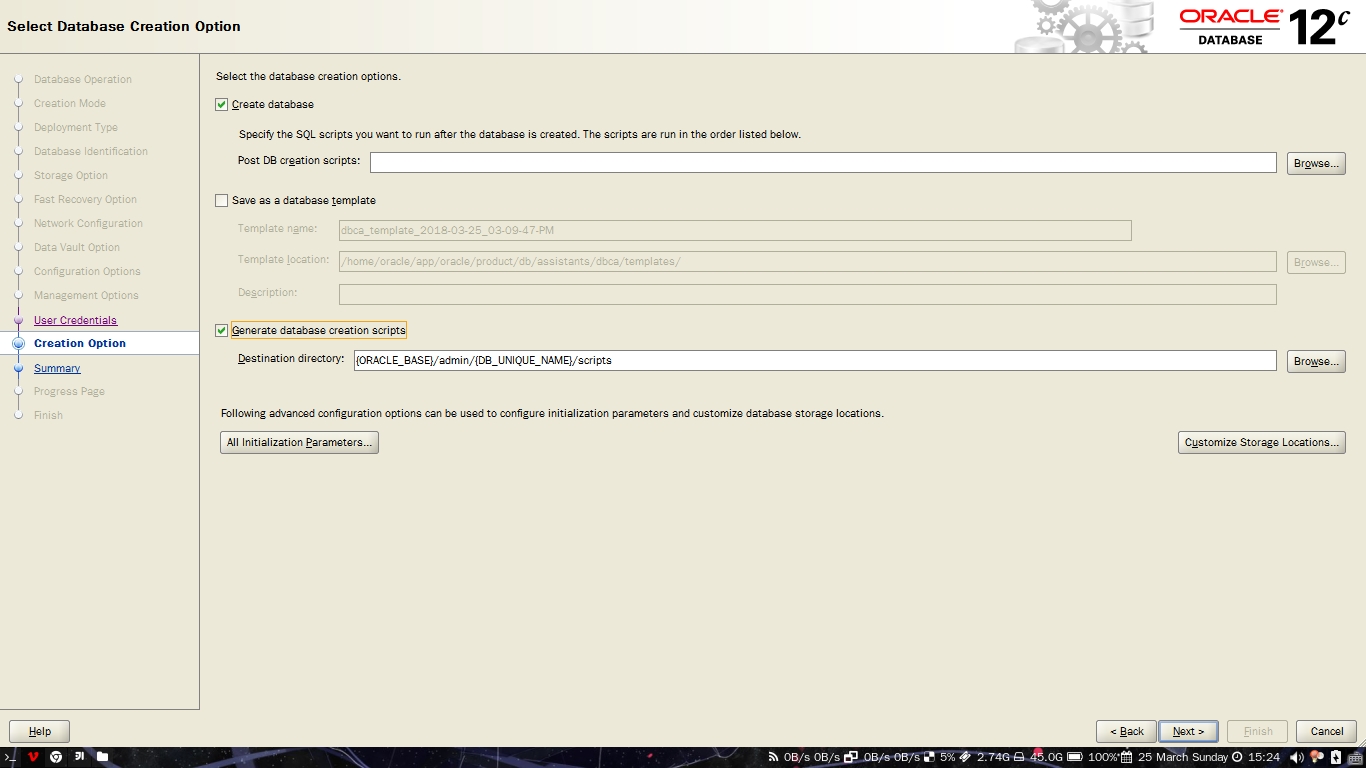 Select Database Creation Option
ORACLE
DATABASE
12c
Database Operation
Creation Mode
Deployment Type
Database Identification
Storage Option
Fast Recovery Option
Network Configuration
Data Vault Option
Configuration Options
Management Options
User Credentials
Creation Option
Summary
Progress Page
Finish
Select the database creation options.
Create database
Specify the SQL scripts you want to run after the database is created. The scripts are run in the order listed below.
Post DB creation scripts:
Browse...
Save as a database template
Template name: dbca_template_2018-03-25_03-09-47-PM
Template location: /home/oracle/app/oracle/product/db/assistants/dbca/templates/
Browse...
Description:
Generate database creation scripts
Destination directory: {ORACLE_BASE}/admin/{DB_UNIQUE_NAME}/scripts
Browse...
Following advanced configuration options can be used to configure initialization parameters and customize database storage locations.
All Initialization Parameters... Customize Storage Locations...
Help < Back Next > Finish Cancel
0B/s 0B/s 0B/s 0B/s 5% 2.74G 45.0G 100% 25 March Sunday 15:24